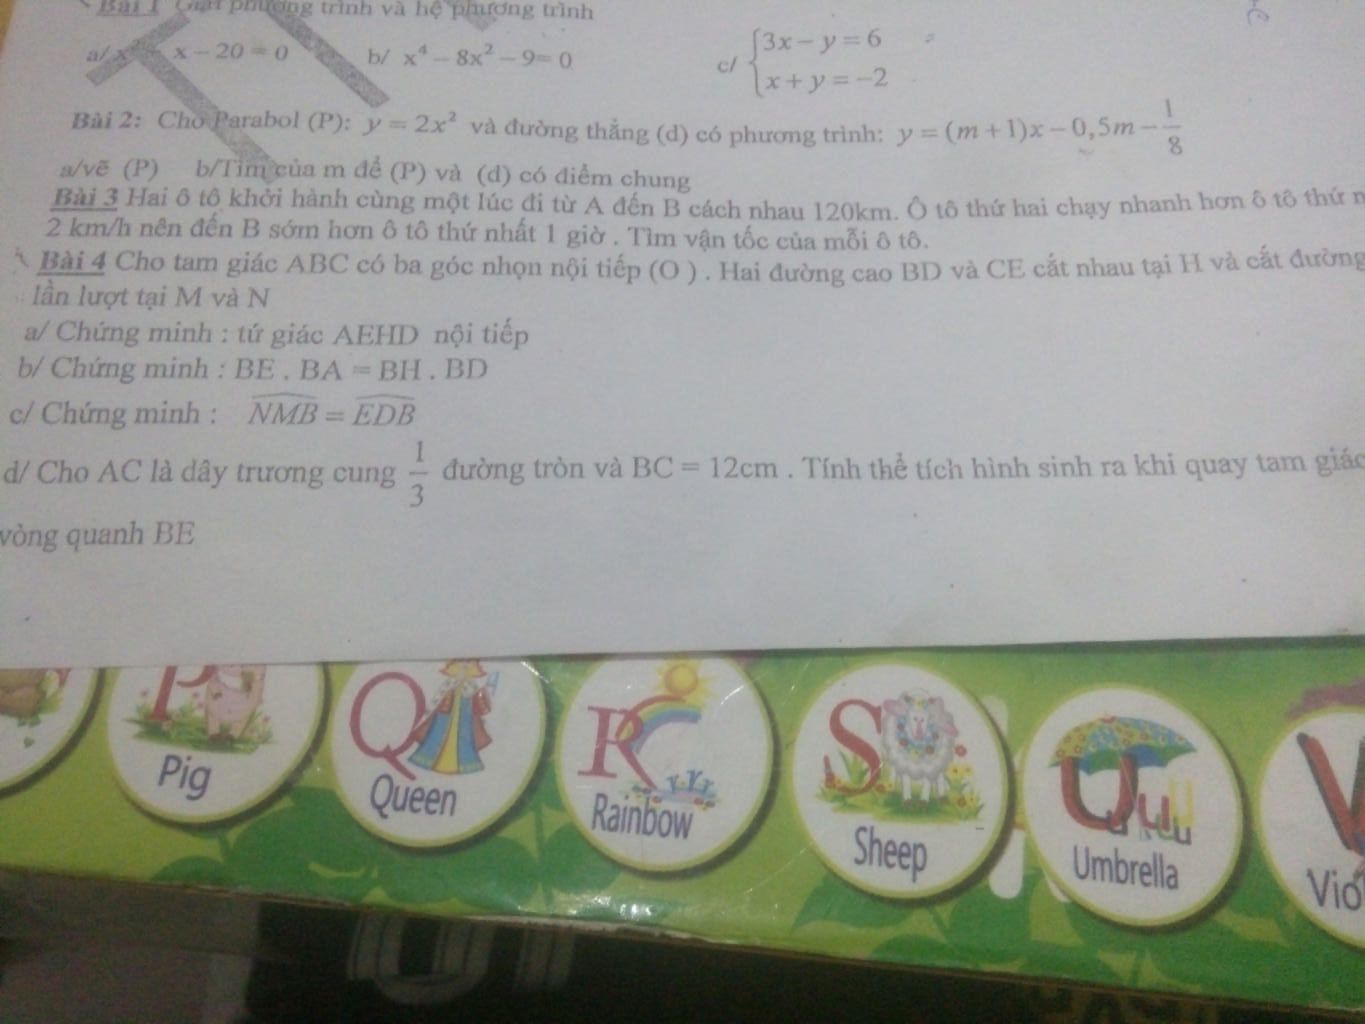 Bài 1 Giải phương trình và hệ phương trình
a/ x - x - 20 = 0 b/ x⁴ - 8x² - 9 = 0 c/ { 3x - y = 6
x + y = -2
Bài 2: Cho Parabol (P): y = 2x² và đường thẳng (d) có phương trình: y = (m + 1)x - 0,5m - 1/8
a/vẽ (P) b/Tìm của m để (P) và (d) có điểm chung
Bài 3 Hai ô tô khởi hành cùng một lúc đi từ A đến B cách nhau 120km. Ô tô thứ hai chạy nhanh hơn ô tô thứ
2 km/h nên đến B sớm hơn ô tô thứ nhất 1 giờ . Tìm vận tốc của mỗi ô tô.
Bài 4 Cho tam giác ABC có ba góc nhọn nội tiếp (O ) . Hai đường cao BD và CE cắt nhau tại H và cắt đường
lần lượt tại M và N
a/ Chứng minh : tứ giác AEHD nội tiếp
b/ Chứng minh : BE . BA = BH . BD
c/ Chứng minh : NMB = EDB
d/ Cho AC là dây trương cung 1/3 đường tròn và BC = 12cm . Tính thể tích hình sinh ra khi quay tam giác
vòng quanh BE
P Q R S U u
Pig Queen Rainbow Sheep Umbrella